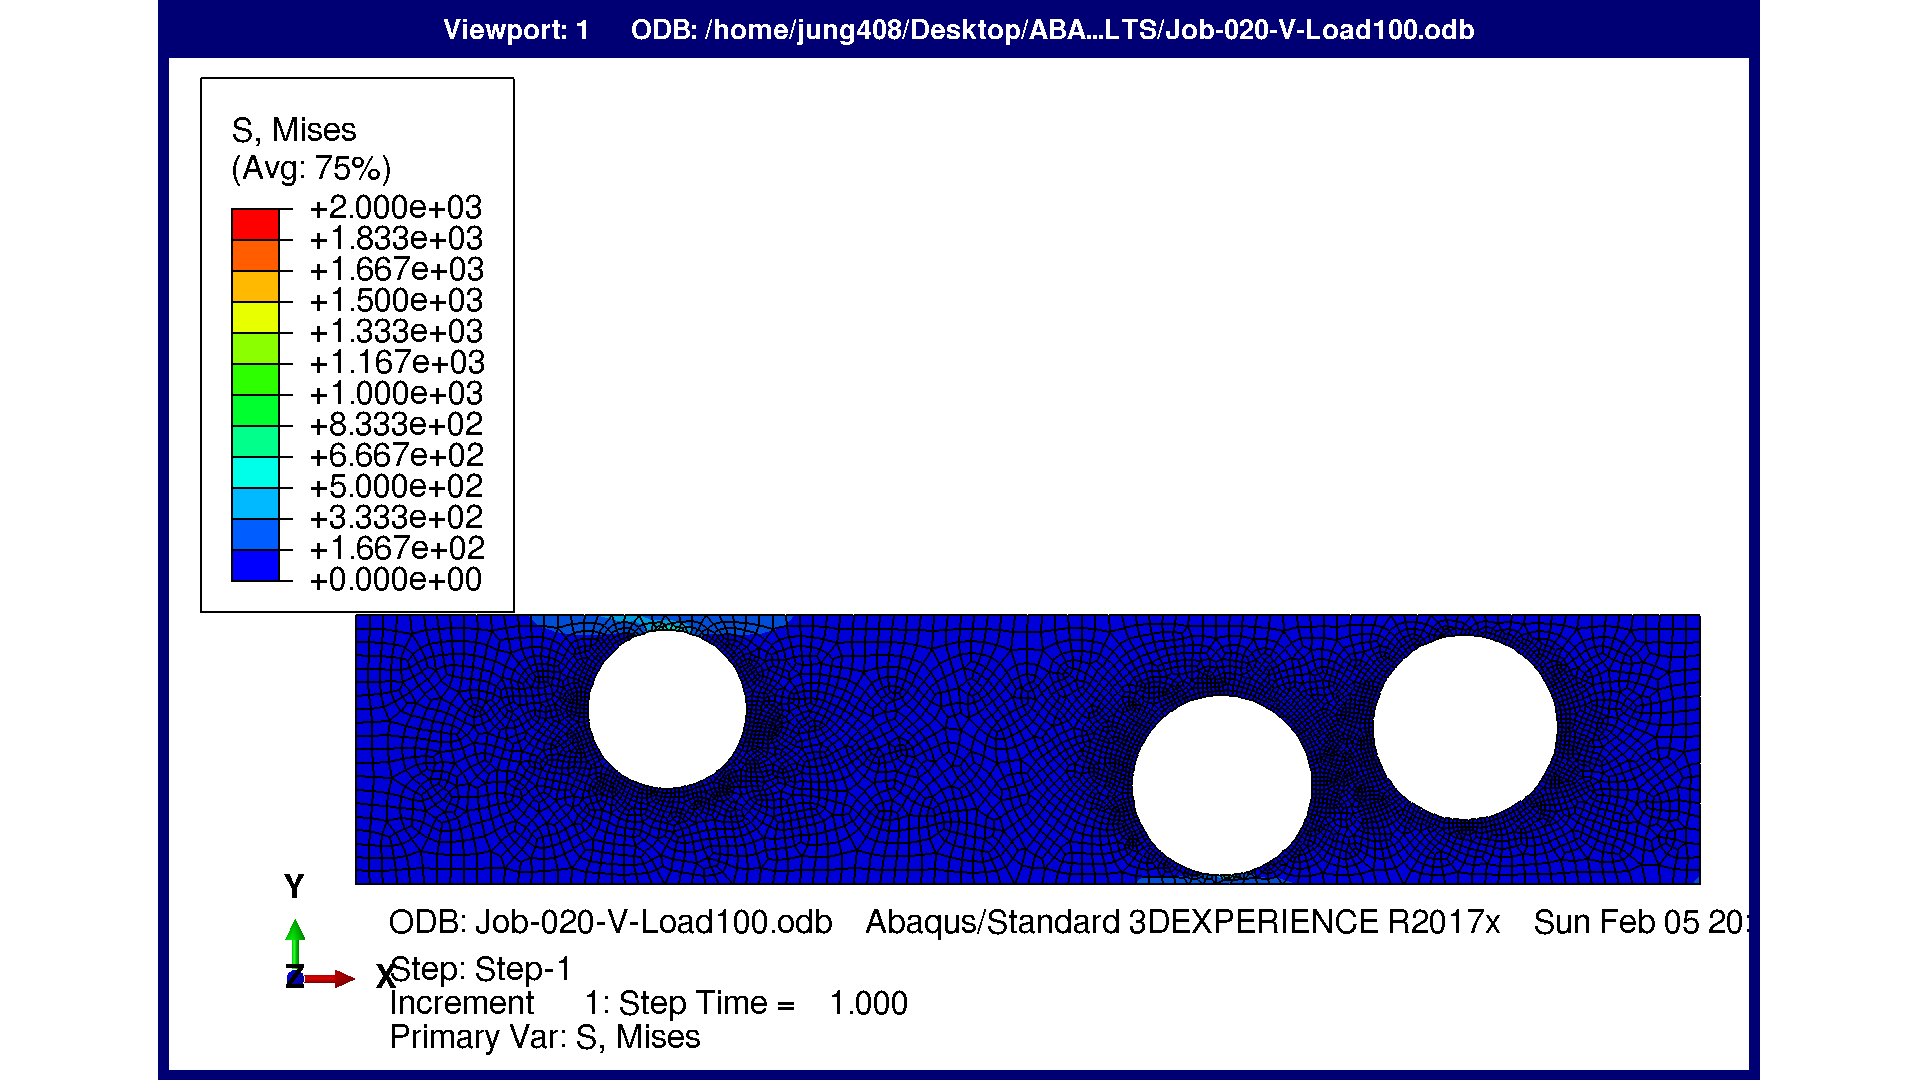 Viewport: 1 ODB: /home/jung408/Desktop/ABA...LTS/Job-020-V-Load100.odb
S, Mises
(Avg: 75%)
+2.000e+03
+1.833e+03
+1.667e+03
+1.500e+03
+1.333e+03
+1.167e+03
+1.000e+03
+8.333e+02
+6.667e+02
+5.000e+02
+3.333e+02
+1.667e+02
+0.000e+00
Y
Z
X
ODB: Job-020-V-Load100.odb Abaqus/Standard 3DEXPERIENCE R2017x Sun Feb 05 20:
Step: Step-1
Increment 1: Step Time = 1.000
Primary Var: S, Mises